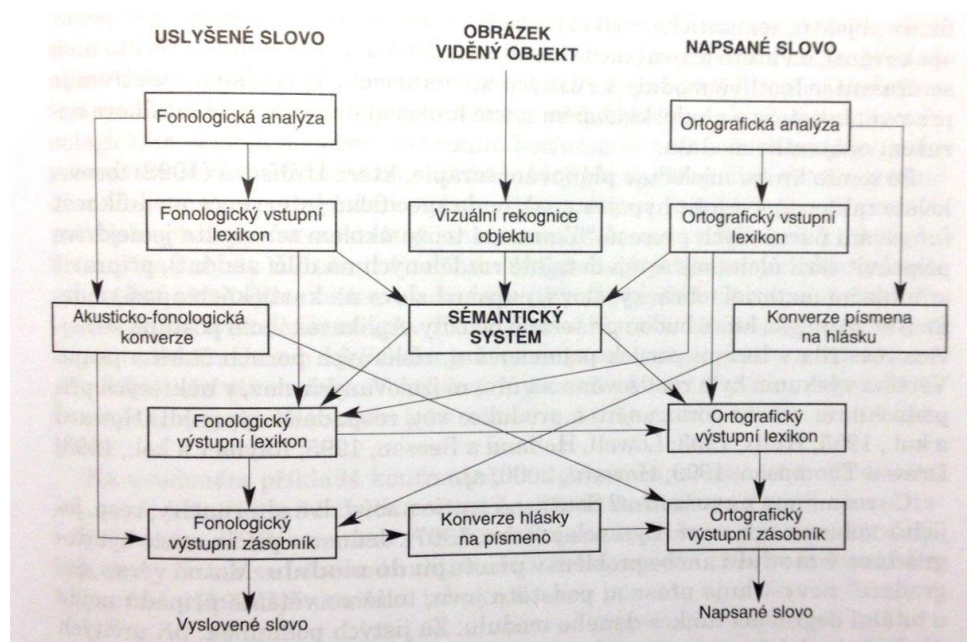 USLYŠENÉ SLOVO
OBRÁZEK
VIDĚNÝ OBJEKT
NAPSANÉ SLOVO
Fonologická analýza
Ortografická analýza
Fonologický vstupní
lexikon
Vizuální rekognice
objektu
Ortografický vstupní
lexikon
Akusticko-fonologická
konverze
SÉMANTICKÝ
SYSTÉM
Konverze písmena
na hlásku
Fonologický
výstupní lexikon
Ortografický
výstupní lexikon
Fonologický
výstupní zásobník
Konverze hlásky
na písmeno
Ortografický
výstupní zásobník
Vyslovené slovo
Napsané slovo